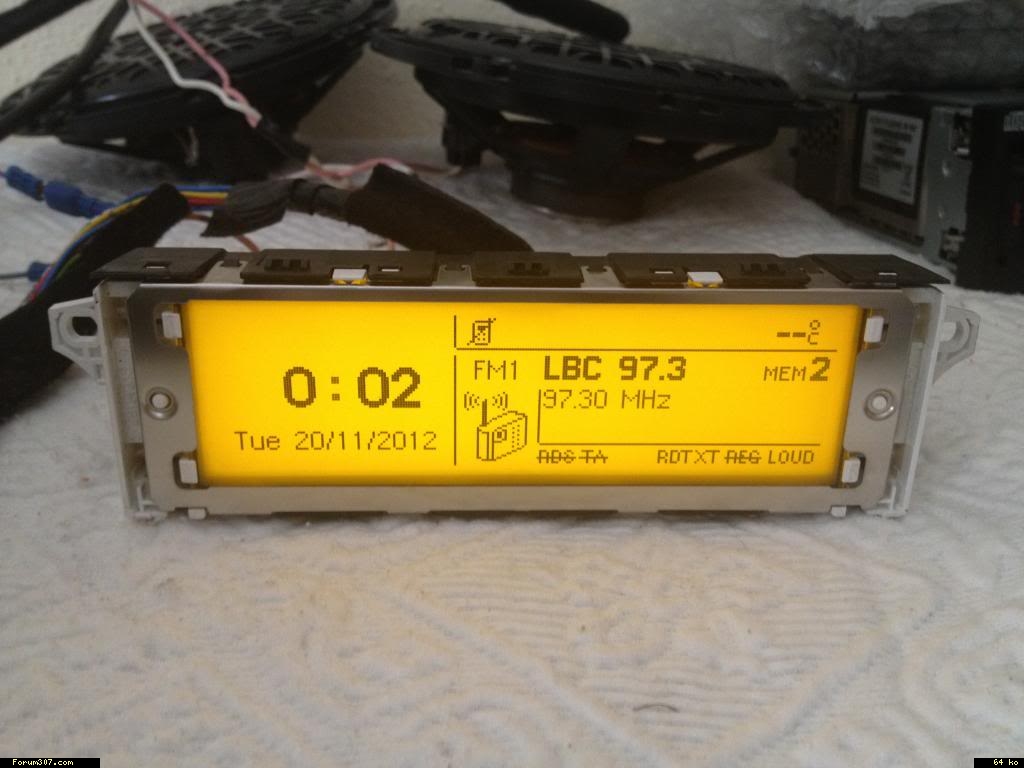 0:02
Tue 20/11/2012
--°C
FM1 LBC 97.3 MEM2
97.30 MHz
RDS TA RDTXT REG LOUD
Forum307.com
64 ko